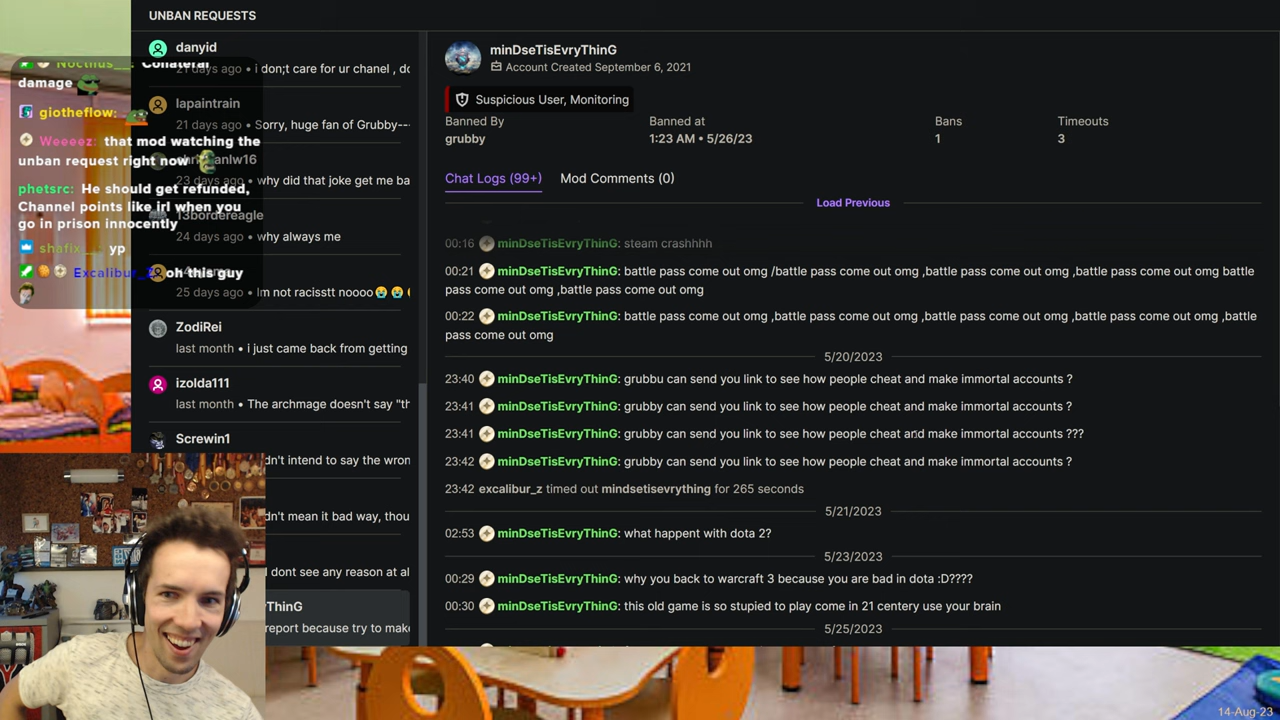 UNBAN REQUESTS
danyid
21 days ago • i don;t care for ur chanel , do
lapaintrain
21 days ago • Sorry, huge fan of Grubby--
23 days ago • why did that joke get me ba
13bordereagle
24 days ago • why always me
25 days ago • Im not racisstt noooo😭😭
ZodiRei
last month • i just came back from getting
izolda111
last month • The archmage doesn't say "th
Screwin1
dn't intend to say the wron
dn't mean it bad way, thou
I dont see any reason at al
ThinG
report because try to make
Nocthus__: Collateral
damage
giotheflow:
Weeeez: that mod watching the
unban request right now
phetsrc: He should get refunded,
Channel points like irl when you
go in prison innocently
shafix__: yp
Excalibur_Z: oh this guy
minDseTisEvryThinG
Account Created September 6, 2021
Suspicious User, Monitoring
Banned By
grubby
Banned at
1:23 AM • 5/26/23
Bans
1
Timeouts
3
Chat Logs (99+)
Mod Comments (0)
Load Previous
00:16 minDseTisEvryThinG: steam crashhhh
00:21 minDseTisEvryThinG: battle pass come out omg /battle pass come out omg ,battle pass come out omg ,battle pass come out omg battle
pass come out omg ,battle pass come out omg
00:22 minDseTisEvryThinG: battle pass come out omg ,battle pass come out omg ,battle pass come out omg ,battle pass come out omg ,battle
pass come out omg
5/20/2023
23:40 minDseTisEvryThinG: grubbu can send you link to see how people cheat and make immortal accounts ?
23:41 minDseTisEvryThinG: grubby can send you link to see how people cheat and make immortal accounts ?
23:41 minDseTisEvryThinG: grubby can send you link to see how people cheat and make immortal accounts ???
23:42 minDseTisEvryThinG: grubby can send you link to see how people cheat and make immortal accounts ?
23:42 excalibur_z timed out mindsetisevrything for 265 seconds
5/21/2023
02:53 minDseTisEvryThinG: what happent with dota 2?
5/23/2023
00:29 minDseTisEvryThinG: why you back to warcraft 3 because you are bad in dota :D????
00:30 minDseTisEvryThinG: this old game is so stupied to play come in 21 centery use your brain
5/25/2023
14-Aug-23